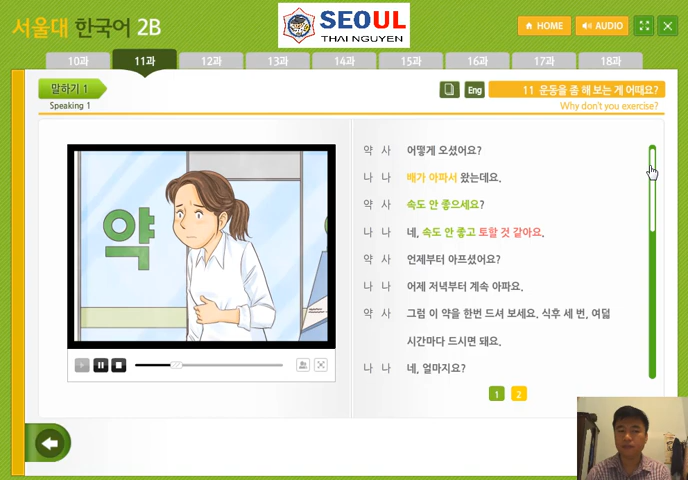 서울대 한국어 2B
SEOUL
THAI NGUYEN
HOME
AUDIO
10과
11과
12과
13과
14과
15과
16과
17과
18과
말하기 1
Speaking 1
Eng
11 운동을 좀 해 보는 게 어때요?
Why don't you exercise?
약
약 사 어떻게 오셨어요?
나 나 배가 아파서 왔는데요.
약 사 속도 안 좋으세요?
나 나 네, 속도 안 좋고 토할 것 같아요.
약 사 언제부터 아프셨어요?
나 나 어제 저녁부터 계속 아파요.
약 사 그럼 이 약을 한번 드셔 보세요. 식후 세 번, 여덟
시간마다 드시면 돼요.
나 나 네, 얼마지요?
1 2